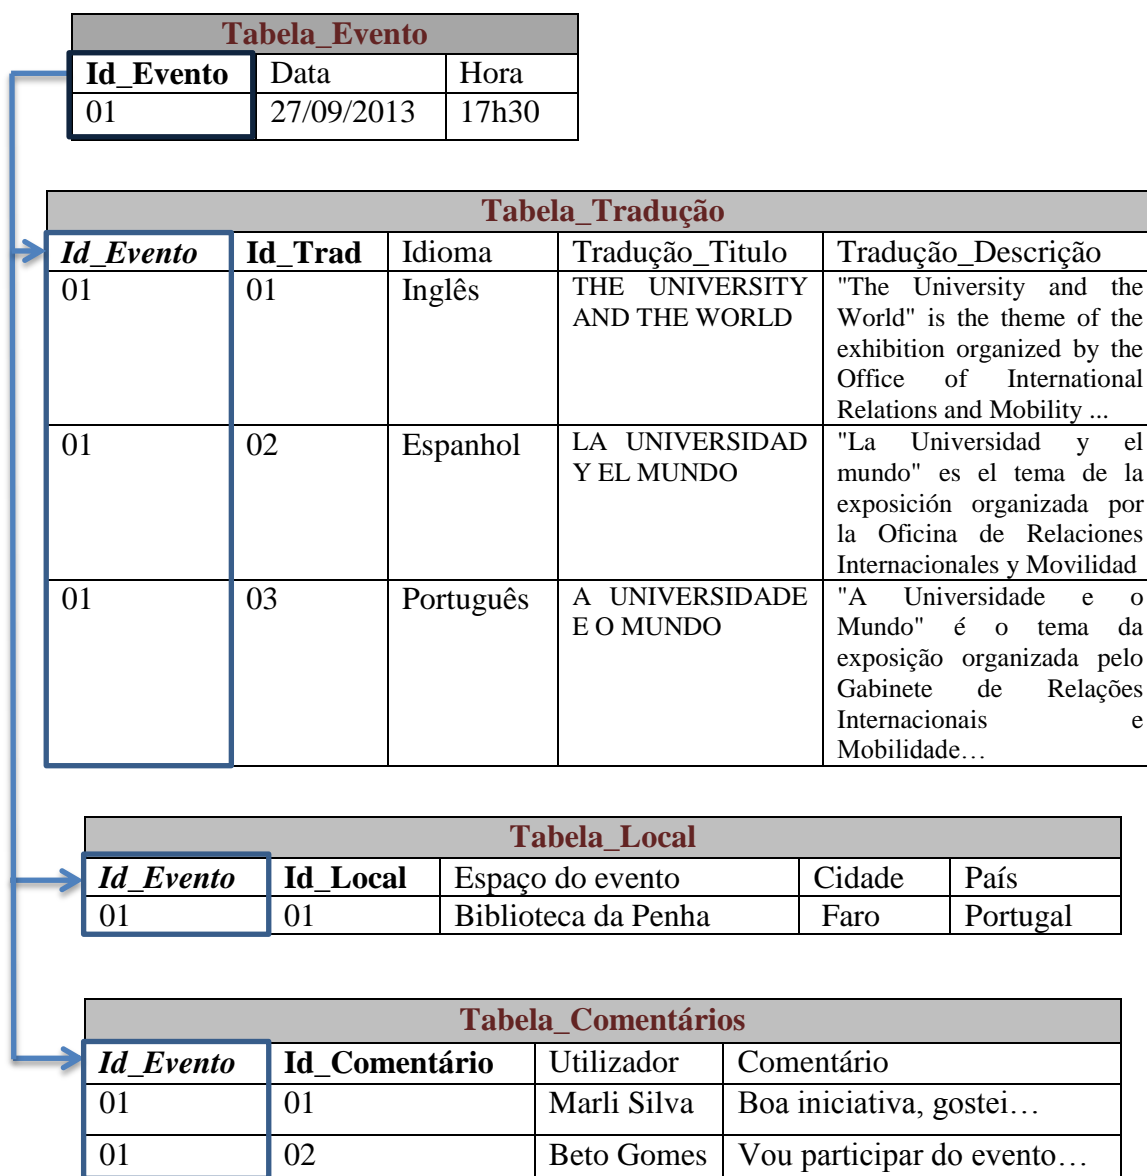 Tabela_Evento
Id_Evento Data Hora
01 27/09/2013 17h30
Tabela_Tradução
Id_Evento Id_Trad Idioma Tradução_Titulo Tradução_Descrição
01 01 Inglês THE UNIVERSITY "The University and the
AND THE WORLD World" is the theme of the
exhibition organized by the
Office of International
Relations and Mobility ...
01 02 Espanhol LA UNIVERSIDAD "La Universidad y el
Y EL MUNDO mundo" es el tema de la
exposición organizada por
la Oficina de Relaciones
Internacionales y Movilidad
01 03 Português A UNIVERSIDADE "A Universidade e o
E O MUNDO Mundo" é o tema da
exposição organizada pelo
Gabinete de Relações
Internacionais e
Mobilidade…
Tabela_Local
Id_Evento Id_Local Espaço do evento Cidade País
01 01 Biblioteca da Penha Faro Portugal
Tabela_Comentários
Id_Evento Id_Comentário Utilizador Comentário
01 01 Marli Silva Boa iniciativa, gostei…
01 02 Beto Gomes Vou participar do evento…